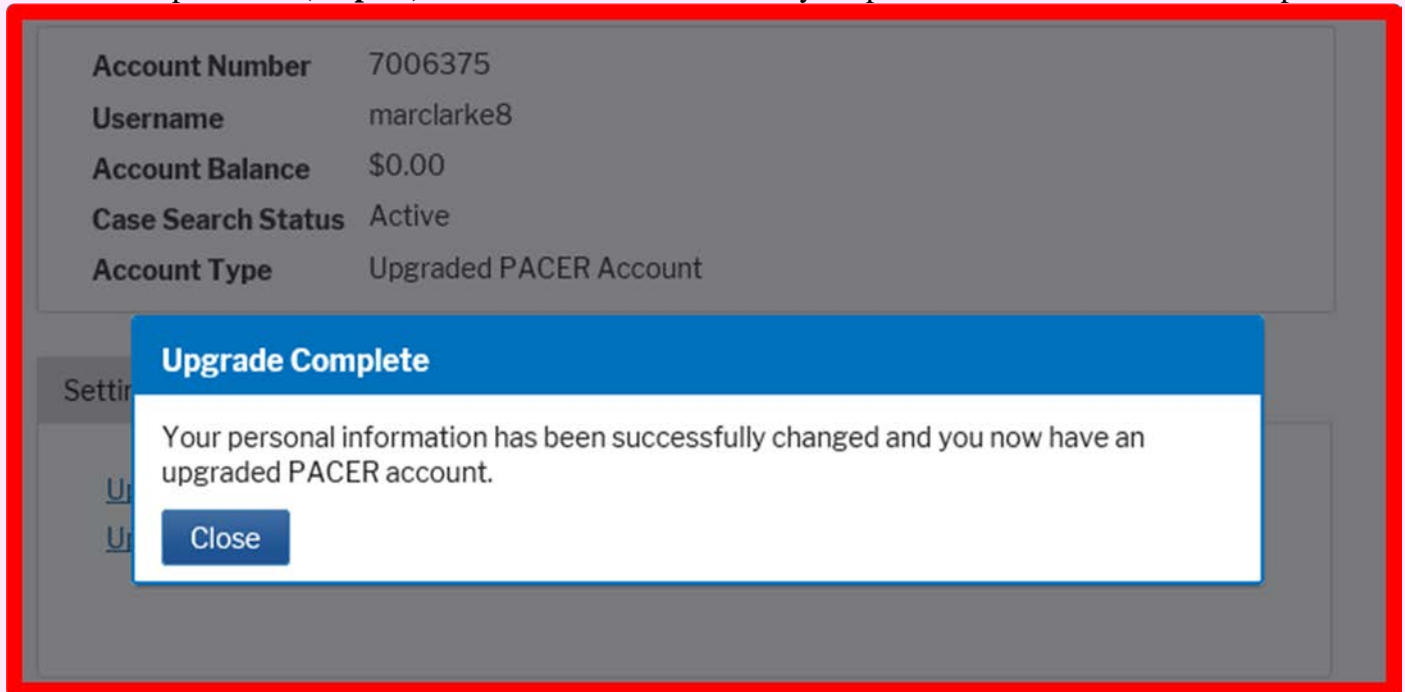 Account Number 7006375
Username marclarke8
Account Balance $0.00
Case Search Status Active
Account Type Upgraded PACER Account
Upgrade Complete
Your personal information has been successfully changed and you now have an
upgraded PACER account.
Close